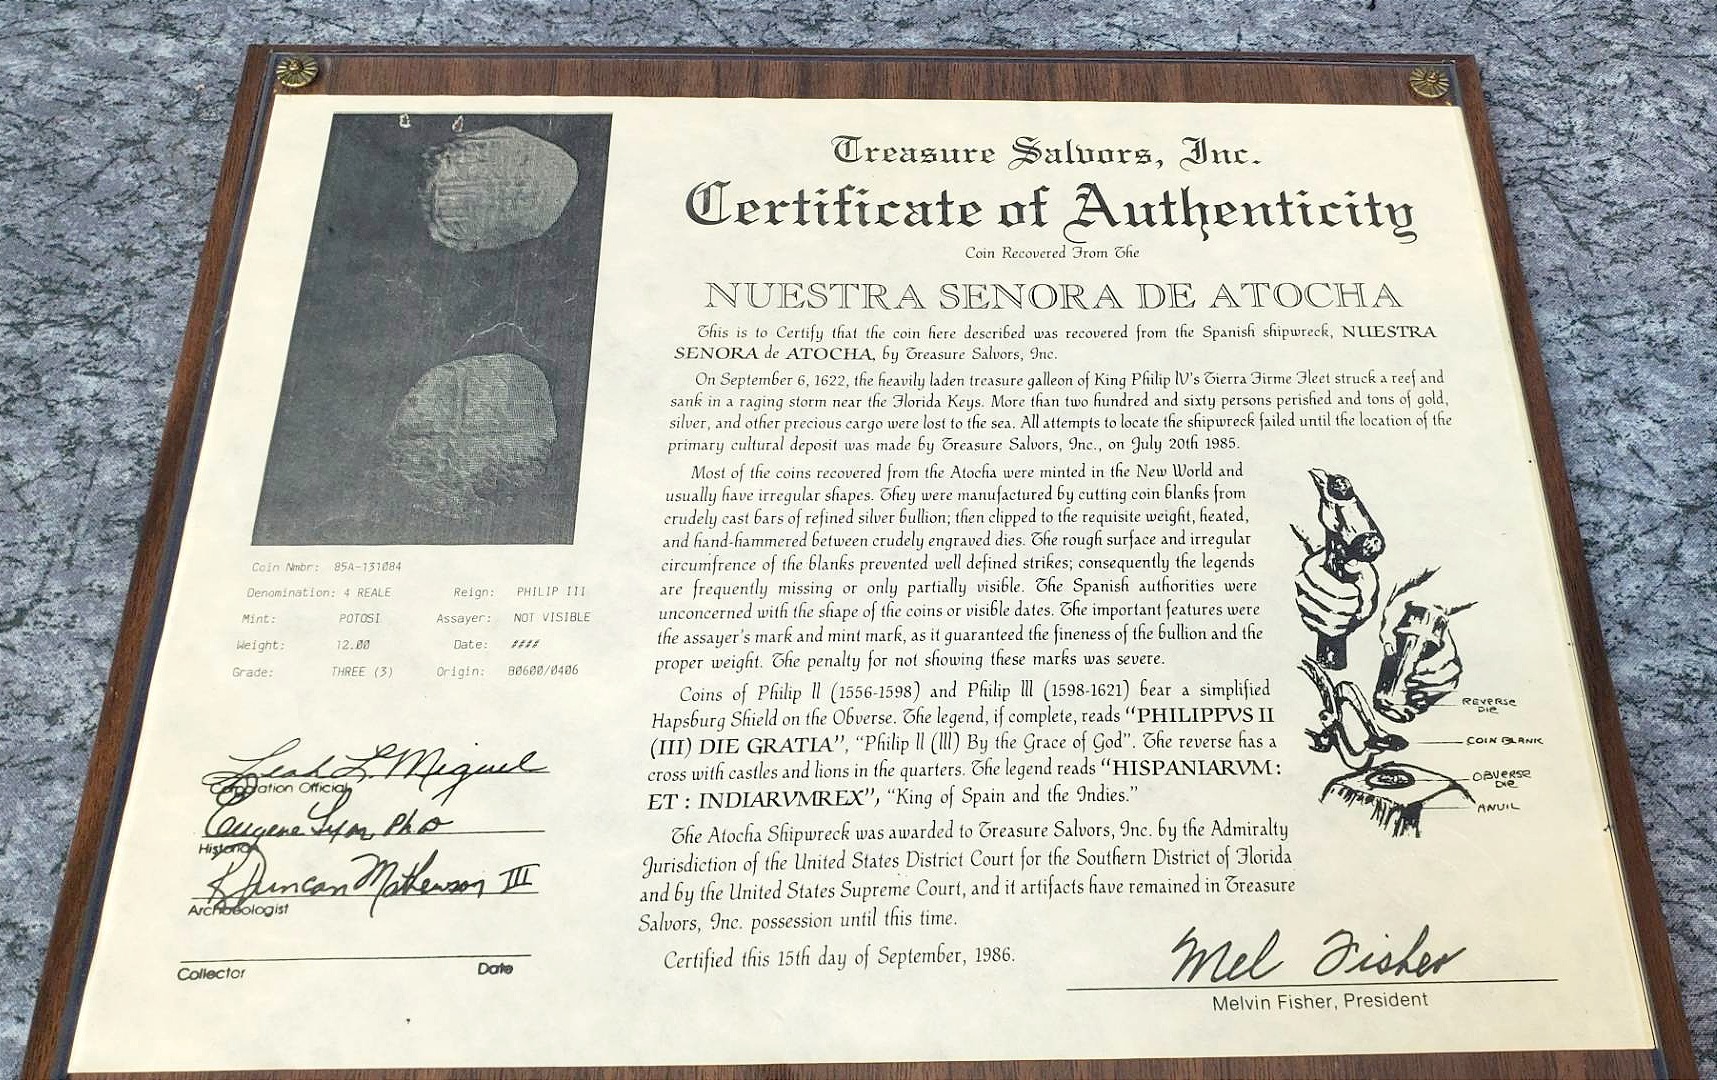 Treasure Salvors, Inc.
Certificate of Authenticity
Coin Recovered From The
NUESTRA SENORA DE ATOCHA
This is to Certify that the coin here described was recovered from the Spanish shipwreck, NUESTRA
SENORA de ATOCHA, by Treasure Salvors, Inc.
On September 6, 1622, the heavily laden treasure galleon of King Philip IV's Tierra Firme Fleet struck a reef and
sank in a raging storm near the Florida Keys. More than two hundred and sixty persons perished and tons of gold,
silver, and other precious cargo were lost to the sea. All attempts to locate the shipwreck failed until the location of the
primary cultural deposit was made by Treasure Salvors, Inc., on July 20th 1985.
Most of the coins recovered from the Atocha were minted in the New World and
usually have irregular shapes. They were manufactured by cutting coin blanks from
crudely cast bars of refined silver bullion; then clipped to the requisite weight, heated,
and hand-hammered between crudely engraved dies. The rough surface and irregular
circumfrence of the blanks prevented well defined strikes; consequently the legends
are frequently missing or only partially visible. The Spanish authorities were
unconcerned with the shape of the coins or visible dates. The important features were
the assayer's mark and mint mark, as it guaranteed the fineness of the bullion and the
proper weight. The penalty for not showing these marks was severe.
Coins of Philip II (1556-1598) and Philip III (1598-1621) bear a simplified
Hapsburg Shield on the Obverse. The legend, if complete, reads "PHILIPPVS II
(III) DIE GRATIA", "Philip II (III) By the Grace of God". The reverse has a
cross with castles and lions in the quarters. The legend reads "HISPANIARVM:
ET : INDIARVMREX", "King of Spain and the Indies."
The Atocha Shipwreck was awarded to Treasure Salvors, Inc. by the Admiralty
Jurisdiction of the United States District Court for the Southern District of Florida
and by the United States Supreme Court, and it artifacts have remained in Treasure
Salvors, Inc. possession until this time.
Certified this 15th day of September, 1986.
Mel Fisher
Melvin Fisher, President
REVERSE
DIE
COIN BLANK
OBVERSE
DIE
ANVIL
Coin Nmbr: 85A-131084
Denomination: 4 REALE Reign: PHILIP III
Mint: POTOSI Assayer: NOT VISIBLE
Weight: 12.00 Date: ####
Grade: THREE (3) Origin: B0600/0406
Leah L. Miguel
Corporation Official
Eugene Lyon, Ph.D
Historian
R Duncan Mathewson III
Archaeologist
Collector Date